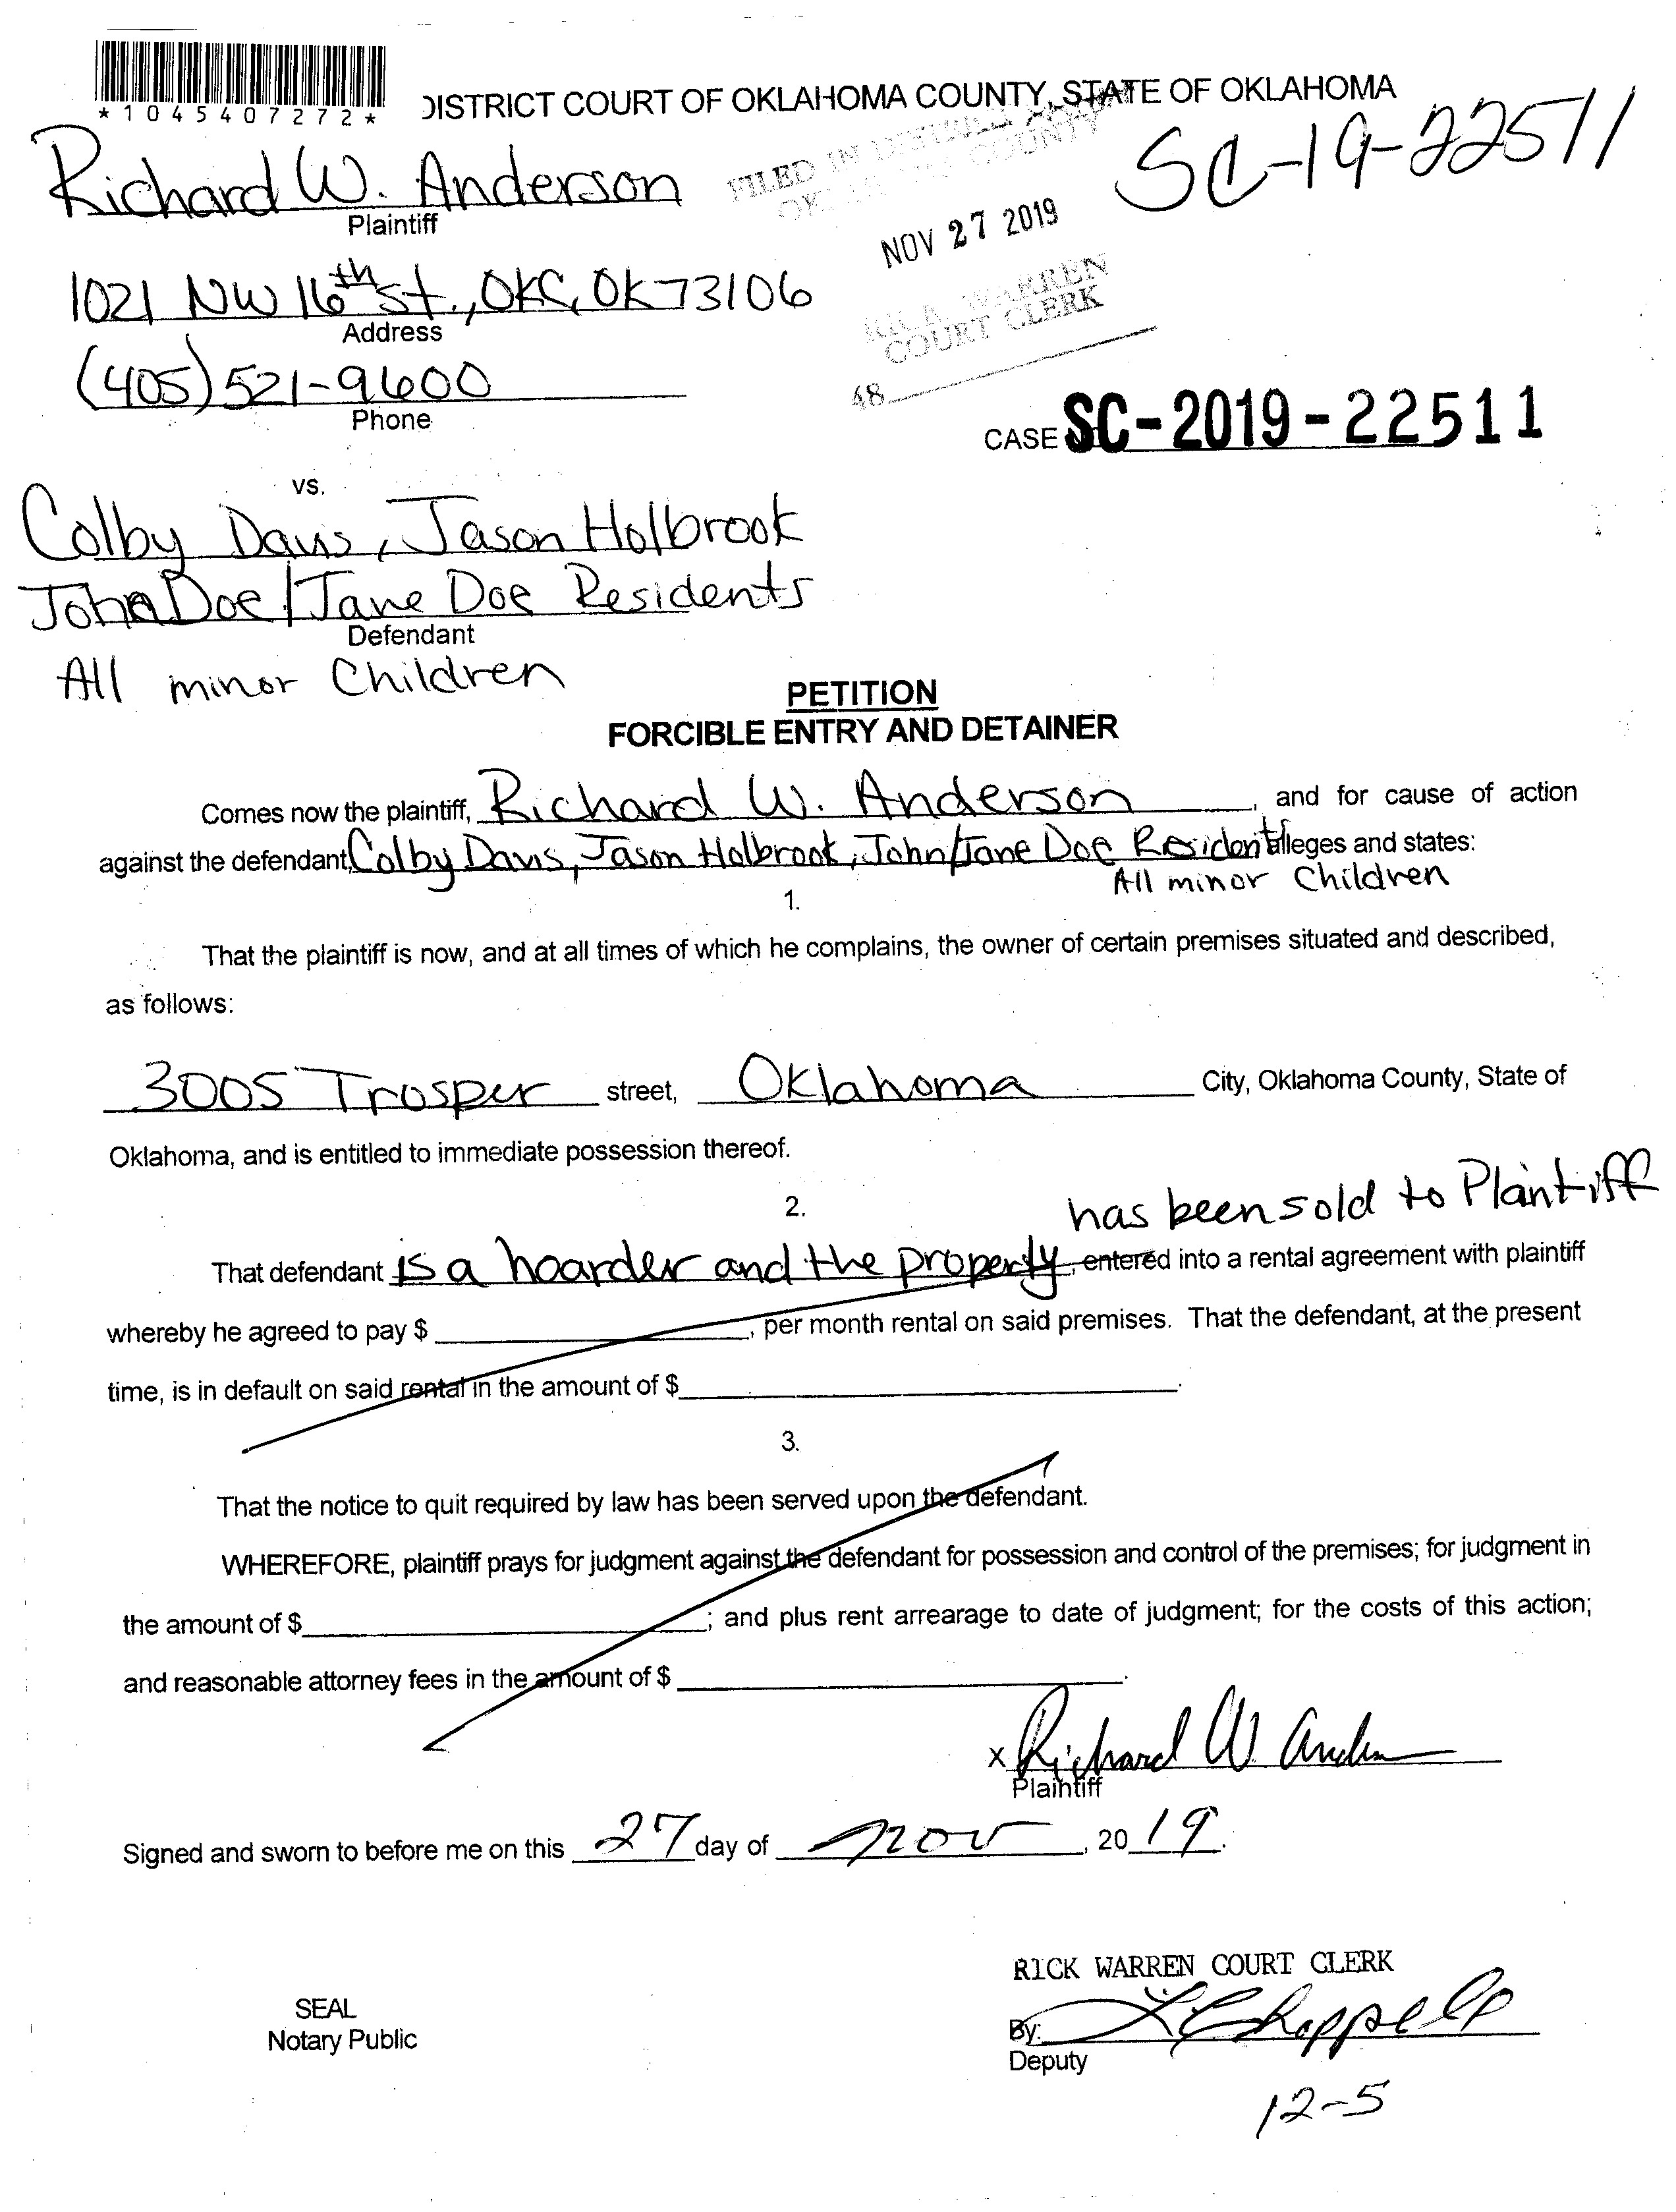 *1045407272*
DISTRICT COURT OF OKLAHOMA COUNTY, STATE OF OKLAHOMA
SC-19-22511
Richard W. Anderson
Plaintiff
FILED IN DISTRICT COURT
OKLAHOMA COUNTY
NOV 27 2019
1021 NW 16th St., OKC, OK 73106
Address
RICK WARREN
COURT CLERK
48
(405) 521-9600
Phone
CASE SC-2019-22511
vs.
Colby Davis, Jason Holbrook
John Doe/Jane Doe Residents
Defendant
All minor Children
PETITION
FORCIBLE ENTRY AND DETAINER
Comes now the plaintiff, Richard W. Anderson, and for cause of action
against the defendant, Colby Davis, Jason Holbrook, John/Jane Doe Resident alleges and states:
All minor Children
1.
That the plaintiff is now, and at all times of which he complains, the owner of certain premises situated and described,
as follows:
3005 Trosper street, Oklahoma City, Oklahoma County, State of
Oklahoma, and is entitled to immediate possession thereof.
2.
has been sold to Plaintiff
That defendant is a hoarder and the property, entered into a rental agreement with plaintiff
whereby he agreed to pay $, per month rental on said premises. That the defendant, at the present
time, is in default on said rental in the amount of $.
3.
That the notice to quit required by law has been served upon the defendant.
WHEREFORE, plaintiff prays for judgment against the defendant for possession and control of the premises; for judgment in
the amount of $; and plus rent arrearage to date of judgment; for the costs of this action;
and reasonable attorney fees in the amount of $.
x Richard W Anderson
Plaintiff
Signed and sworn to before me on this 27 day of Nov, 2019.
RICK WARREN COURT CLERK
SEAL
Notary Public
By: L Chappell
Deputy
12-5